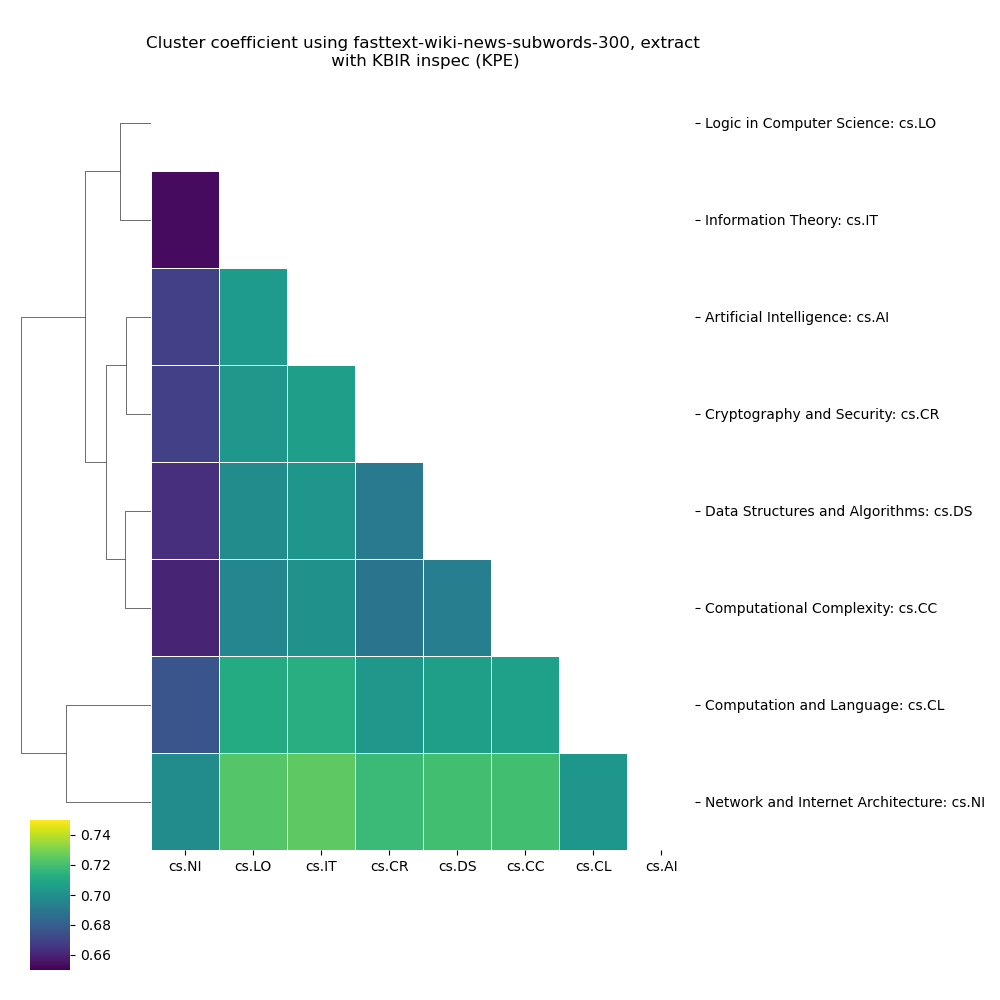 Cluster coefficient using fasttext-wiki-news-subwords-300, extract
with KBIR inspec (KPE)
Logic in Computer Science: cs.LO
Information Theory: cs.IT
Artificial Intelligence: cs.AI
Cryptography and Security: cs.CR
Data Structures and Algorithms: cs.DS
Computational Complexity: cs.CC
Computation and Language: cs.CL
Network and Internet Architecture: cs.NI
cs.NI cs.LO cs.IT cs.CR cs.DS cs.CC cs.CL cs.AI
0.74
0.72
0.70
0.68
0.66